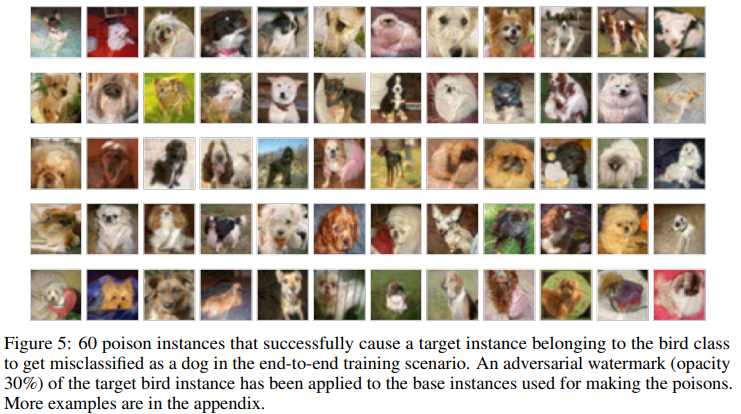 Figure 5: 60 poison instances that successfully cause a target instance belonging to the bird class
to get misclassified as a dog in the end-to-end training scenario. An adversarial watermark (opacity
30%) of the target bird instance has been applied to the base instances used for making the poisons.
More examples are in the appendix.